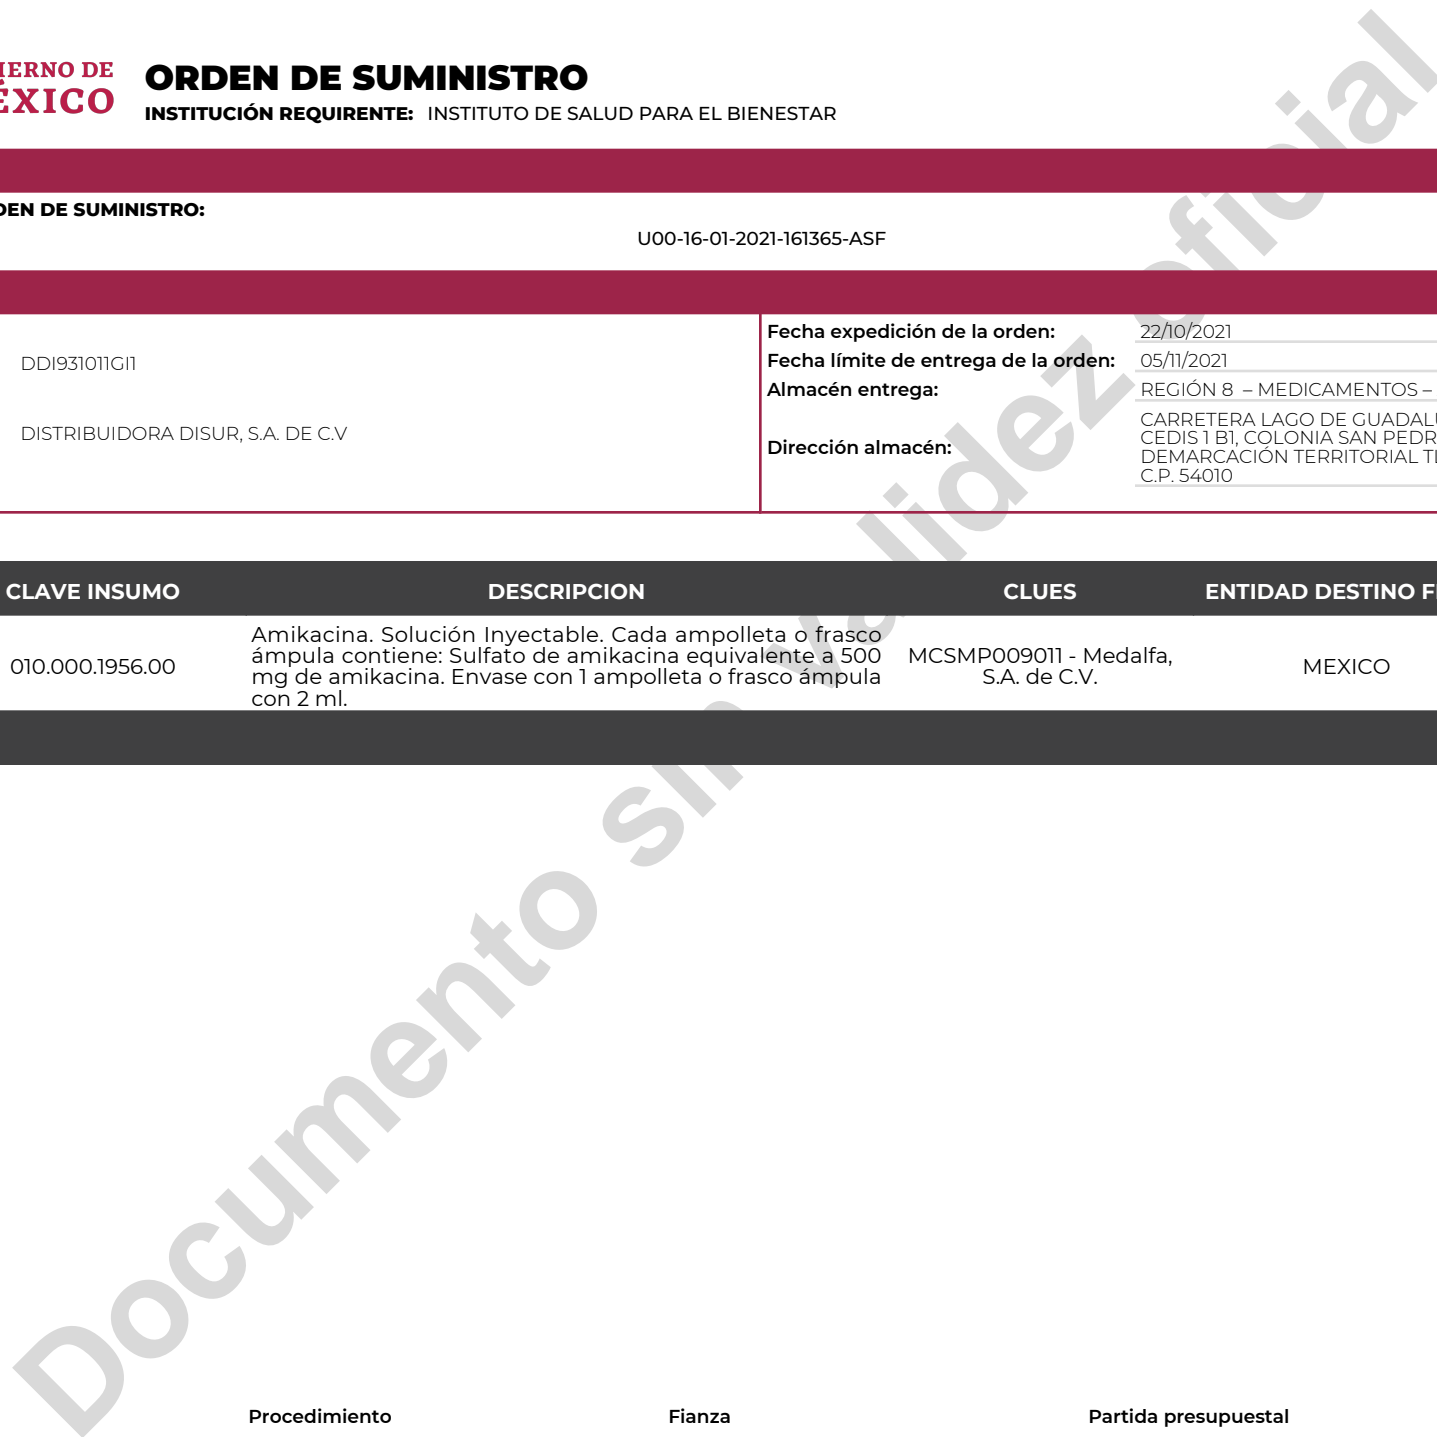 IERNO DE
ÉXICO
ORDEN DE SUMINISTRO
INSTITUCIÓN REQUIRENTE: INSTITUTO DE SALUD PARA EL BIENESTAR
DEN DE SUMINISTRO:
U00-16-01-2021-161365-ASF
DDI931011GI1
DISTRIBUIDORA DISUR, S.A. DE C.V
Fecha expedición de la orden: 22/10/2021
Fecha límite de entrega de la orden: 05/11/2021
Almacén entrega: REGIÓN 8 – MEDICAMENTOS –
Dirección almacén:
CARRETERA LAGO DE GUADALU
CEDIS 1 B1, COLONIA SAN PEDR
DEMARCACIÓN TERRITORIAL TL
C.P. 54010
CLAVE INSUMO DESCRIPCION CLUES ENTIDAD DESTINO FI
010.000.1956.00
Amikacina. Solución Inyectable. Cada ampolleta o frasco
ámpula contiene: Sulfato de amikacina equivalente a 500
mg de amikacina. Envase con 1 ampolleta o frasco ámpula
con 2 ml.
MCSMP009011 - Medalfa,
S.A. de C.V.
MEXICO
Documento sin validez oficial
Procedimiento Fianza Partida presupuestal